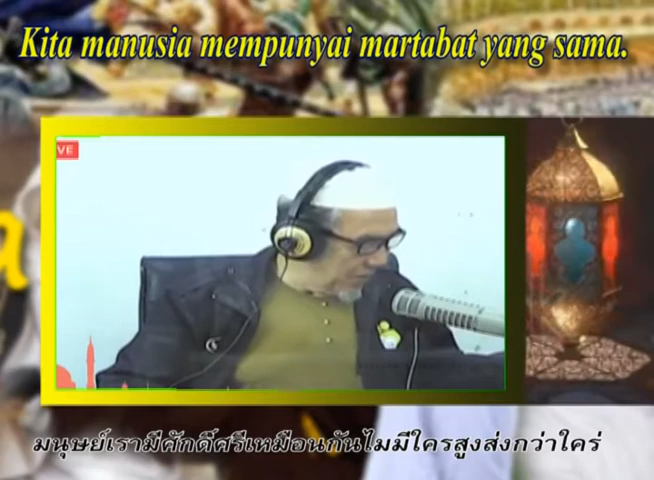 Kita manusia mempunyai martabat yang sama.
VE
มนุษย์เรามีศักดิ์ศรีเหมือนกันไม่มีใครสูงส่งกว่าใคร่